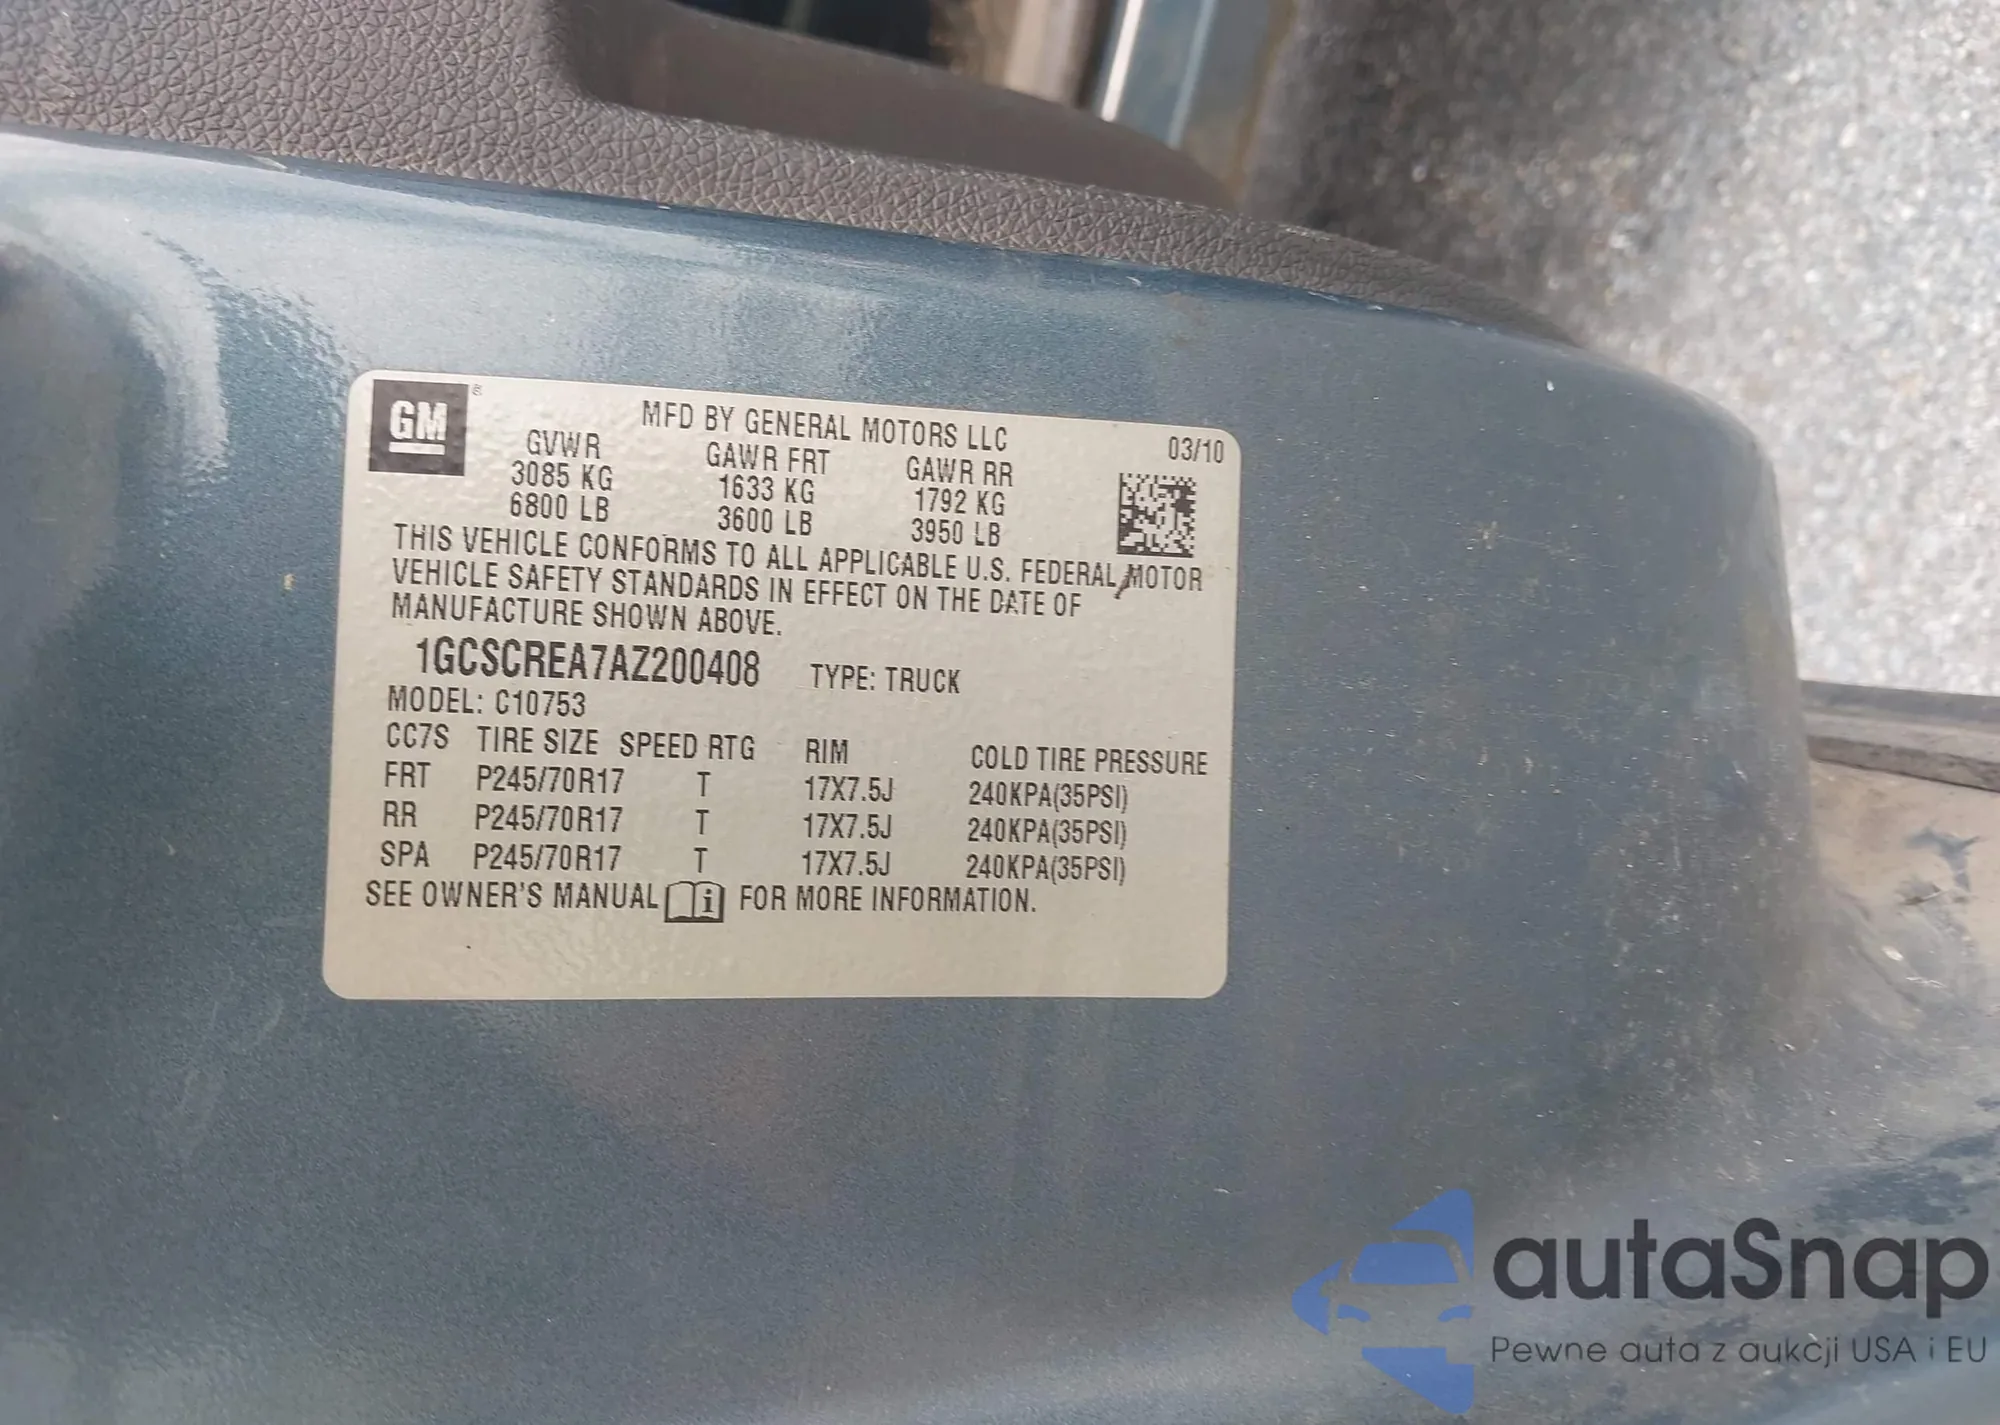 GM®
MFD BY GENERAL MOTORS LLC 03/10
GVWR GAWR FRT GAWR RR
3085 KG 1633 KG 1792 KG
6800 LB 3600 LB 3950 LB
THIS VEHICLE CONFORMS TO ALL APPLICABLE U.S. FEDERAL MOTOR
VEHICLE SAFETY STANDARDS IN EFFECT ON THE DATE OF
MANUFACTURE SHOWN ABOVE.
1GCSCREA7AZ200408 TYPE: TRUCK
MODEL: C10753
CC7S TIRE SIZE SPEED RTG RIM COLD TIRE PRESSURE
FRT P245/70R17 T 17X7.5J 240KPA(35PSI)
RR P245/70R17 T 17X7.5J 240KPA(35PSI)
SPA P245/70R17 T 17X7.5J 240KPA(35PSI)
SEE OWNER'S MANUAL i FOR MORE INFORMATION.
autaSnap
Pewne auta z aukcji USA i EU